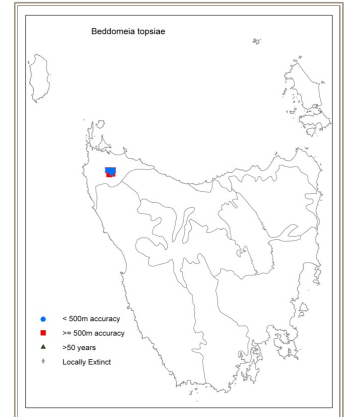 Beddomeia topsiae
< 500m accuracy
>= 500m accuracy
>50 years
Locally Extinct